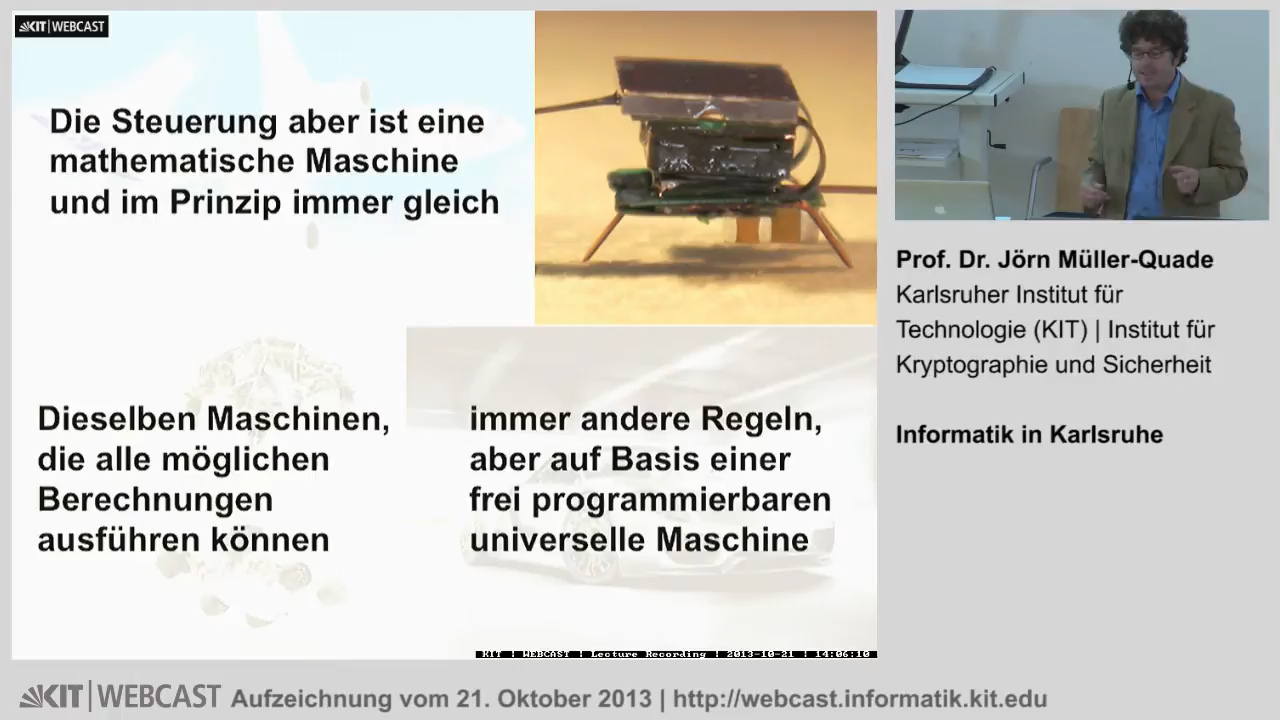 KIT | WEBCAST
Die Steuerung aber ist eine
mathematische Maschine
und im Prinzip immer gleich
Dieselben Maschinen,
die alle möglichen
Berechnungen
ausführen können
immer andere Regeln,
aber auf Basis einer
frei programmierbaren
universelle Maschine
KIT | WEBCAST | Lecture Recording | 2013-10-21 | 14:06:10
Prof. Dr. Jörn Müller-Quade
Karlsruher Institut für
Technologie (KIT) | Institut für
Kryptographie und Sicherheit
Informatik in Karlsruhe
KIT | WEBCAST Aufzeichnung vom 21. Oktober 2013 | http://webcast.informatik.kit.edu